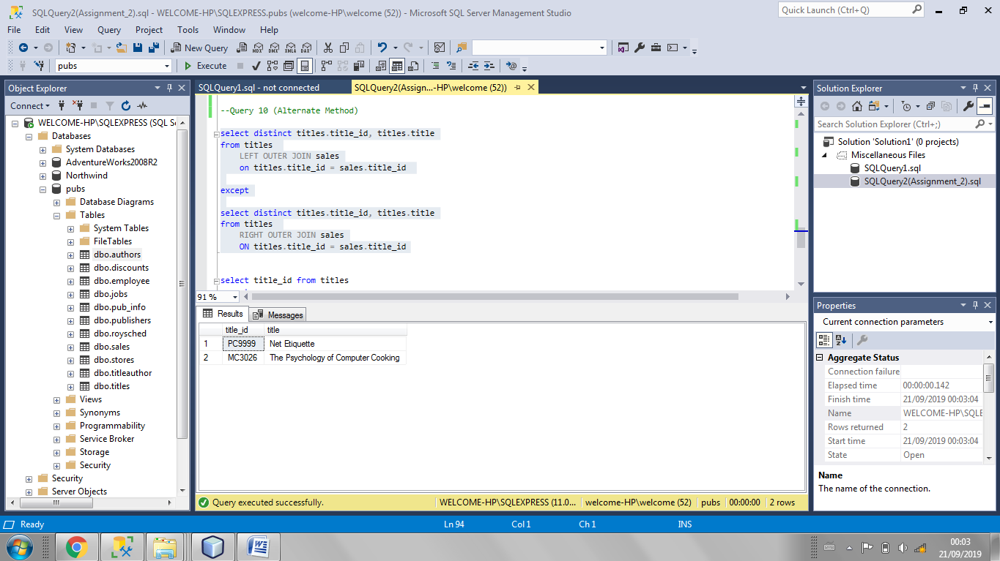 SQLQuery2(Assignment_2).sql - WELCOME-HP\SQLEXPRESS.pubs (welcome-HP\welcome (52)) - Microsoft SQL Server Management Studio
Quick Launch (Ctrl+Q)
File Edit View Query Project Tools Window Help
New Query MDX DMX XMLA DAX
pubs Execute
Object Explorer
Connect
WELCOME-HP\SQLEXPRESS (SQL S
Databases
System Databases
AdventureWorks2008R2
Northwind
pubs
Database Diagrams
Tables
System Tables
FileTables
dbo.authors
dbo.discounts
dbo.employee
dbo.jobs
dbo.pub_info
dbo.publishers
dbo.roysched
dbo.sales
dbo.stores
dbo.titleauthor
dbo.titles
Views
Synonyms
Programmability
Service Broker
Storage
Security
Security
Server Objects
SQLQuery1.sql - not connected
SQLQuery2(Assign...-HP\welcome (52))
--Query 10 (Alternate Method)
select distinct titles.title_id, titles.title
from titles
LEFT OUTER JOIN sales
on titles.title_id = sales.title_id
except
select distinct titles.title_id, titles.title
from titles
RIGHT OUTER JOIN sales
ON titles.title_id = sales.title_id
select title_id from titles
91 %
Results Messages
title_id title
1 PC9999 Net Etiquette
2 MC3026 The Psychology of Computer Cooking
Query executed successfully. WELCOME-HP\SQLEXPRESS (11.0... welcome-HP\welcome (52) pubs 00:00:00 2 rows
Solution Explorer
Search Solution Explorer (Ctrl+;)
Solution 'Solution1' (0 projects)
Miscellaneous Files
SQLQuery1.sql
SQLQuery2(Assignment_2).sql
Properties
Current connection parameters
Aggregate Status
Connection failure
Elapsed time 00:00:00.142
Finish time 21/09/2019 00:03:04
Name WELCOME-HP\SQLE
Rows returned 2
Start time 21/09/2019 00:03:04
State Open
Name
The name of the connection.
Ready Ln 94 Col 1 Ch 1 INS
00:03
21/09/2019